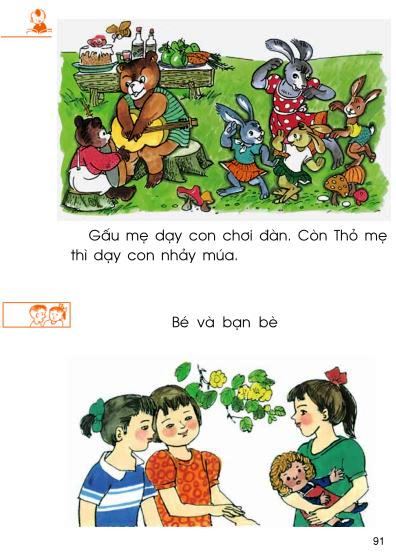 Gấu mẹ dạy con chơi đàn. Còn Thỏ mẹ
thì dạy con nhảy múa.
Bé và bạn bè
91